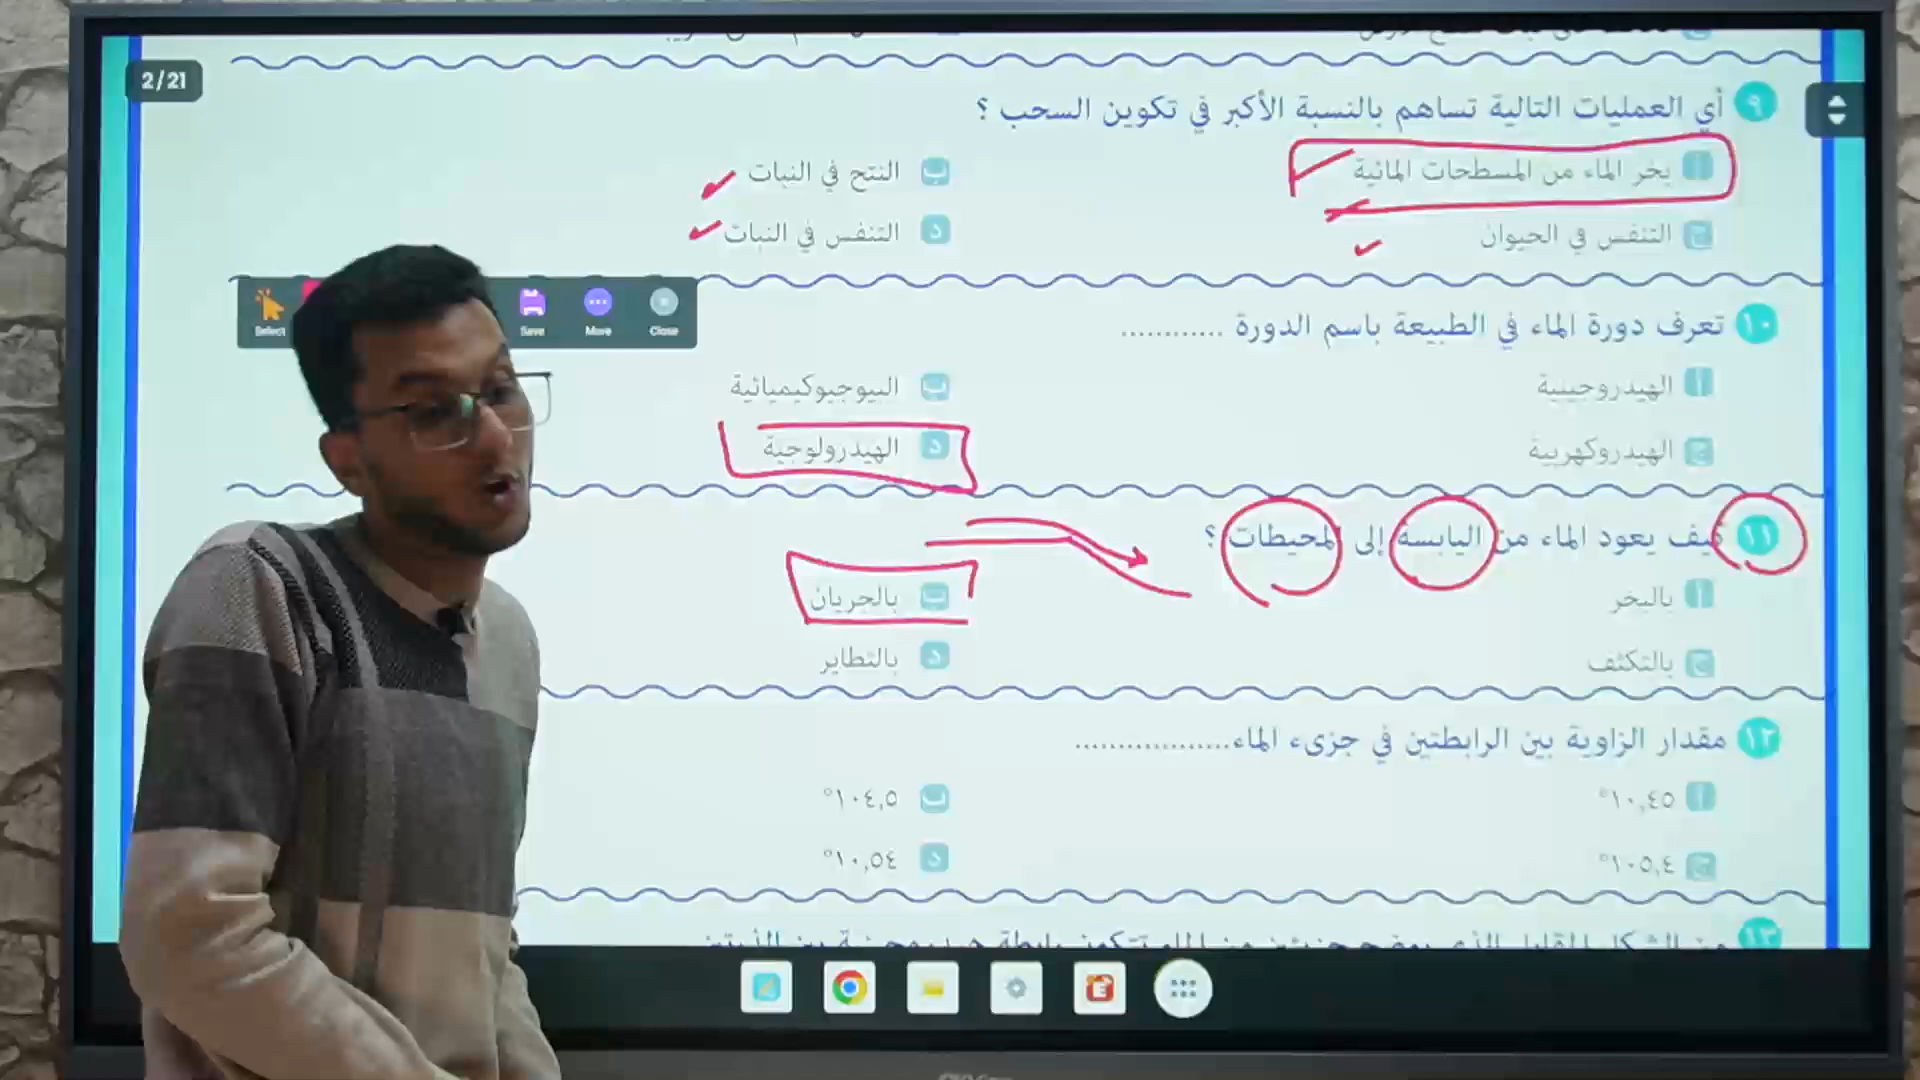 2/21
٩ أي العمليات التالية تساهم بالنسبة الأكبر في تكوين السحب ؟
أ بخر الماء من المسطحات المائية
ب النتح في النبات
ج التنفس في الحيوان
د التنفس في النبات
Select
Save
More
Close
١٠ تعرف دورة الماء في الطبيعة باسم الدورة ............
أ الهيدروجينية
ب البيوجيوكيميائية
ج الهيدروكهربية
د الهيدرولوجية
١١ كيف يعود الماء من اليابسة إلى المحيطات ؟
أ بالبخر
ب بالجريان
ج بالتكثف
د بالتطاير
١٢ مقدار الزاوية بين الرابطتين في جزىء الماء..................
أ ١٠,٤٥°
ب ١٠٤,٥°
ج ١٠٥,٤°
د ١٠,٥٤°
١٣